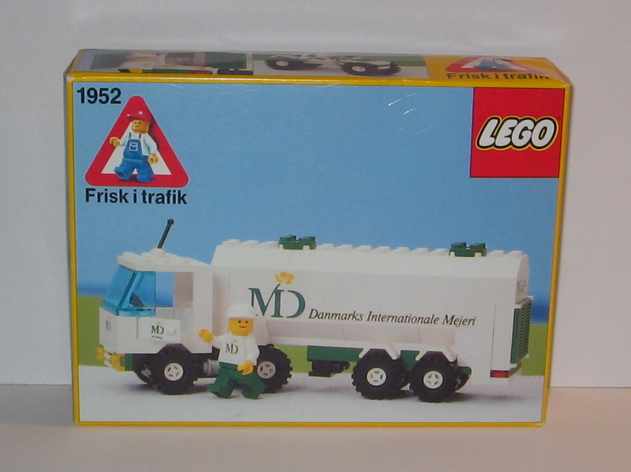 Frisk i trafik
1952
LEGO
Frisk i trafik
MD Danmarks Internationale Mejeri
MD
MD